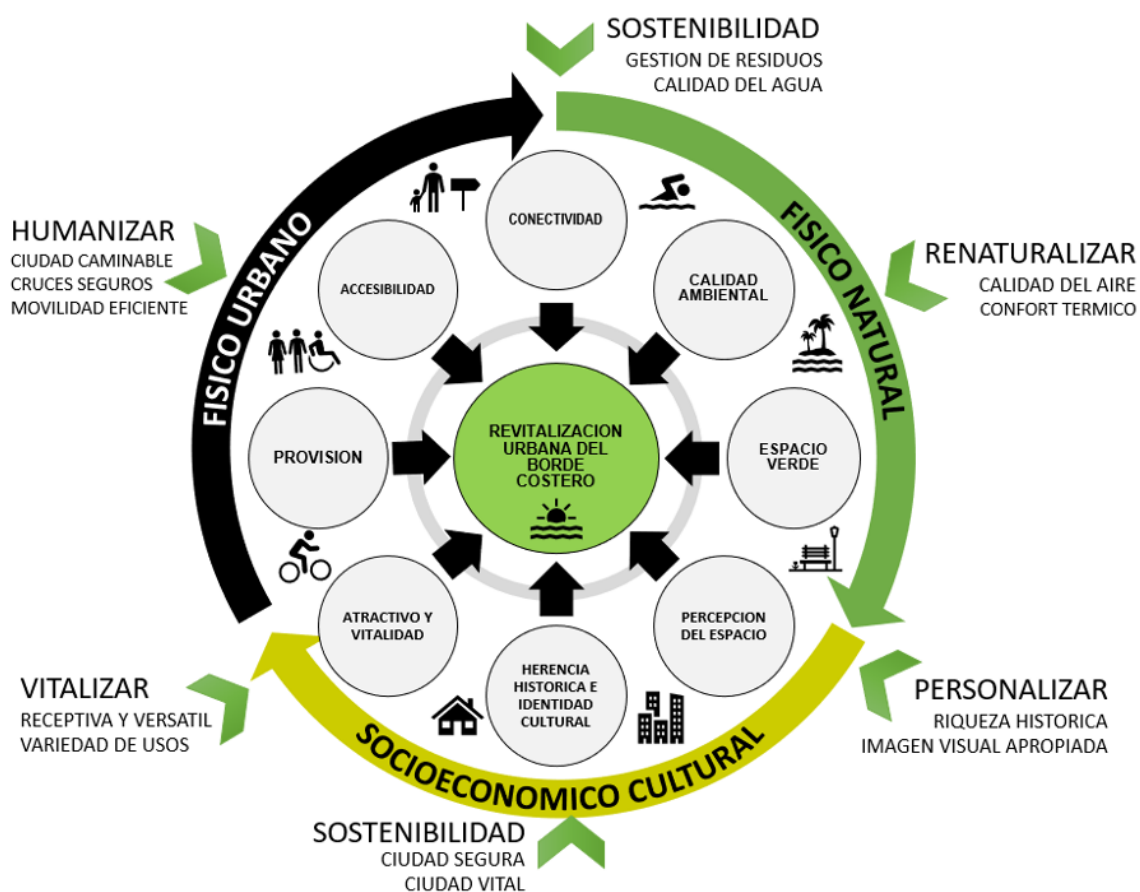 SOSTENIBILIDAD
GESTION DE RESIDUOS
CALIDAD DEL AGUA
HUMANIZAR
CIUDAD CAMINABLE
CRUCES SEGUROS
MOVILIDAD EFICIENTE
FISICO URBANO
FISICO NATURAL
RENATURALIZAR
CALIDAD DEL AIRE
CONFORT TERMICO
CONECTIVIDAD
ACCESIBILIDAD
CALIDAD
AMBIENTAL
PROVISION
REVITALIZACION
URBANA DEL
BORDE
COSTERO
ESPACIO
VERDE
ATRACTIVO Y
VITALIDAD
HERENCIA
HISTORICA E
IDENTIDAD
CULTURAL
PERCEPCION
DEL ESPACIO
VITALIZAR
RECEPTIVA Y VERSATIL
VARIEDAD DE USOS
SOCIOECONOMICO CULTURAL
PERSONALIZAR
RIQUEZA HISTORICA
IMAGEN VISUAL APROPIADA
SOSTENIBILIDAD
CIUDAD SEGURA
CIUDAD VITAL